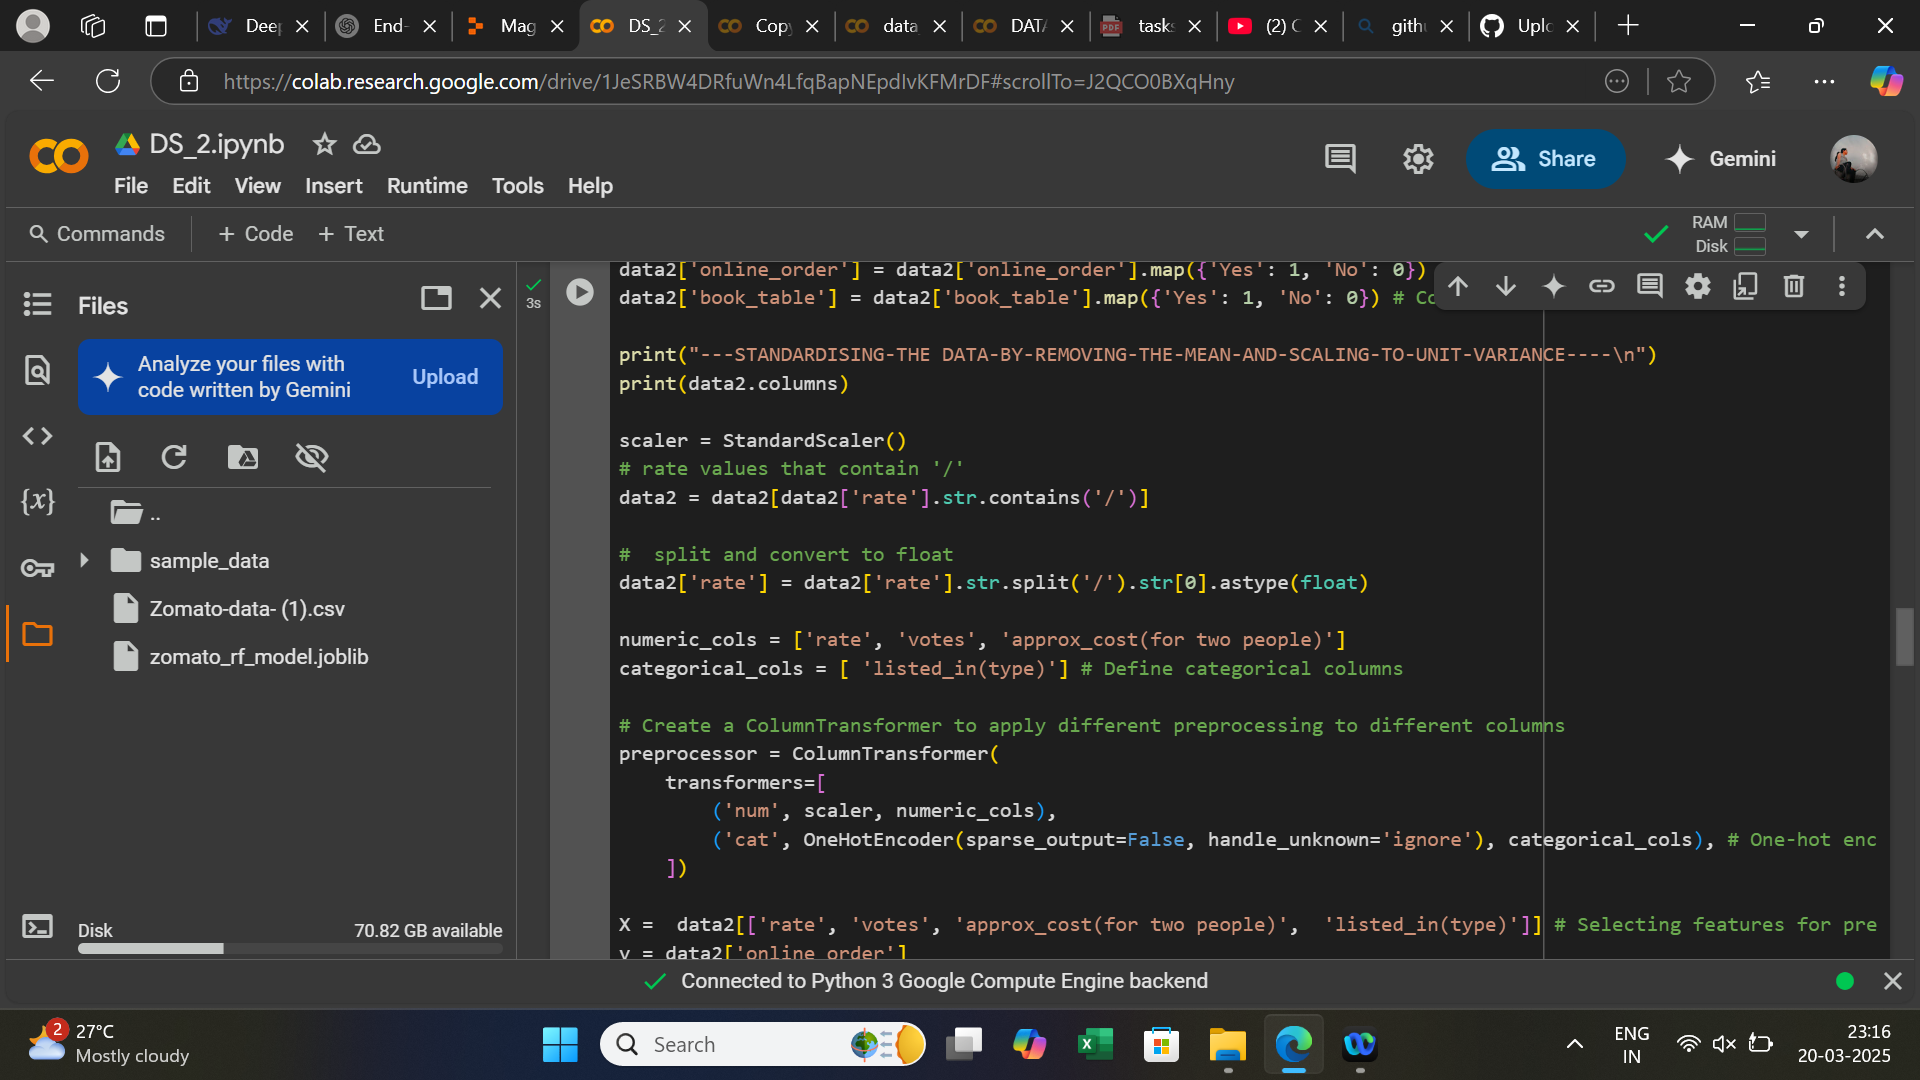 Deep
End-
Mag
DS_2
Copy
data_
DATA
tasks
(2) C
githu
Uplo
https://colab.research.google.com/drive/1JeSRBW4DRfuWn4LfqBapNEpdIvKFMrDF#scrollTo=J2QCO0BXqHny
DS_2.ipynb
File Edit View Insert Runtime Tools Help
Share
Gemini
Commands + Code + Text
RAM
Disk
Files
Analyze your files with
code written by Gemini
Upload
{x}
..
sample_data
Zomato-data- (1).csv
zomato_rf_model.joblib
Disk 70.82 GB available
3s
data2['online_order'] = data2['online_order'].map({'Yes': 1, 'No': 0})
data2['book_table'] = data2['book_table'].map({'Yes': 1, 'No': 0}) # Co
print("---STANDARDISING-THE DATA-BY-REMOVING-THE-MEAN-AND-SCALING-TO-UNIT-VARIANCE----\n")
print(data2.columns)
scaler = StandardScaler()
# rate values that contain '/'
data2 = data2[data2['rate'].str.contains('/')]
#  split and convert to float
data2['rate'] = data2['rate'].str.split('/').str[0].astype(float)
numeric_cols = ['rate', 'votes', 'approx_cost(for two people)']
categorical_cols = [ 'listed_in(type)'] # Define categorical columns
# Create a ColumnTransformer to apply different preprocessing to different columns
preprocessor = ColumnTransformer(
    transformers=[
        ('num', scaler, numeric_cols),
        ('cat', OneHotEncoder(sparse_output=False, handle_unknown='ignore'), categorical_cols), # One-hot enc
    ])
X =  data2[['rate', 'votes', 'approx_cost(for two people)',  'listed_in(type)']] # Selecting features for pre
y = data2['online_order']
Connected to Python 3 Google Compute Engine backend
2
27°C
Mostly cloudy
Search
ENG
IN
23:16
20-03-2025